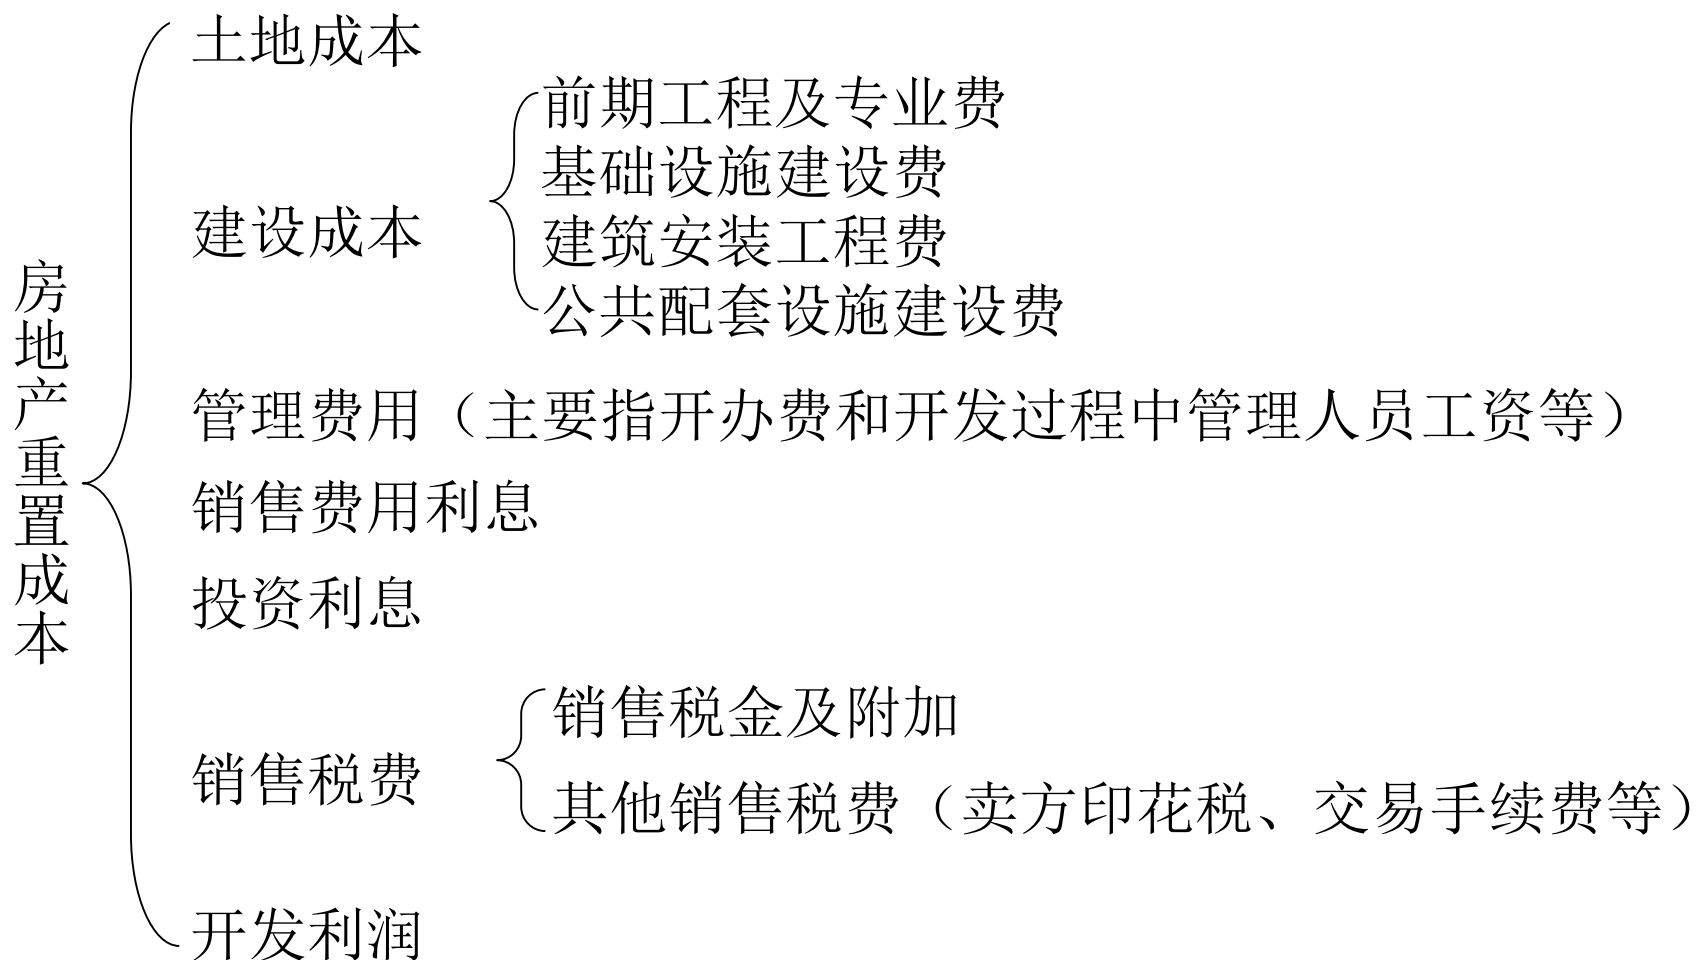 房地产重置成本
土地成本
建设成本
前期工程及专业费
基础设施建设费
建筑安装工程费
公共配套设施建设费
管理费用（主要指开办费和开发过程中管理人员工资等）
销售费用利息
投资利息
销售税费
销售税金及附加
其他销售税费（卖方印花税、交易手续费等）
开发利润